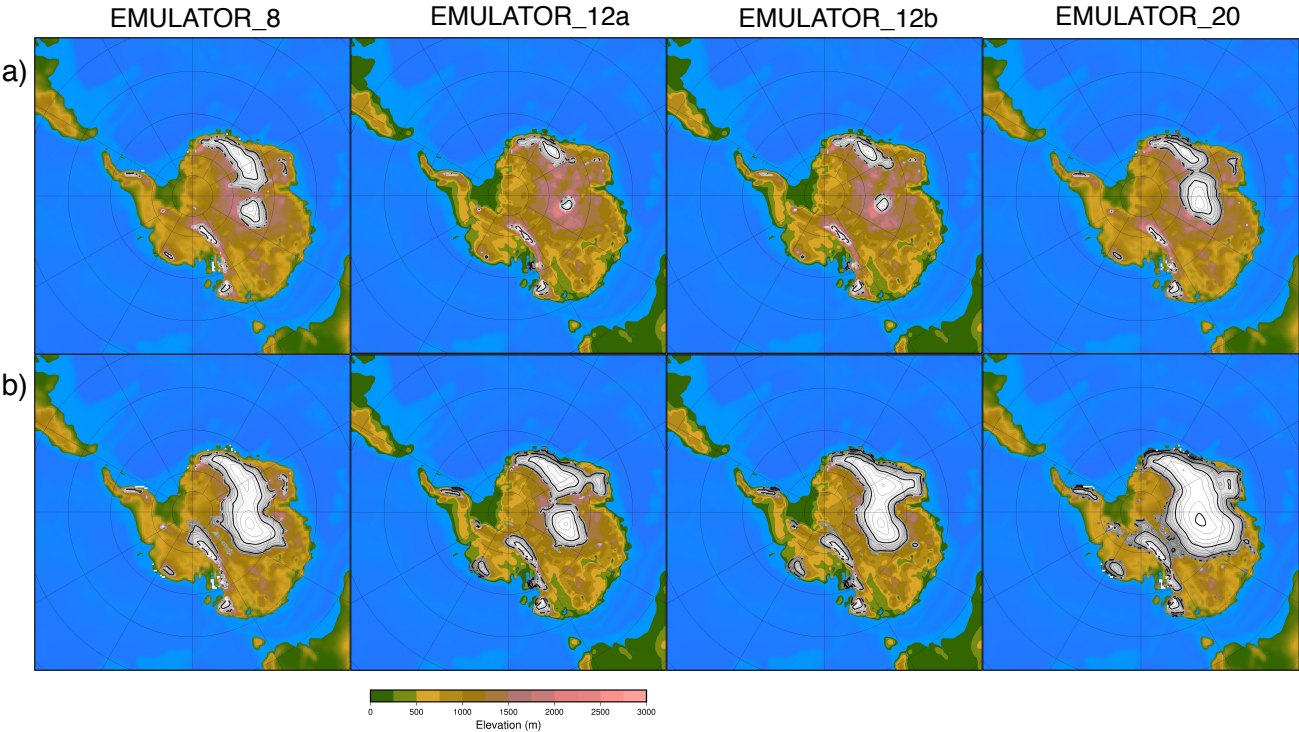 EMULATOR_8 EMULATOR_12a EMULATOR_12b EMULATOR_20
a)
b)
0 500 1000 1500 2000 2500 3000
Elevation (m)